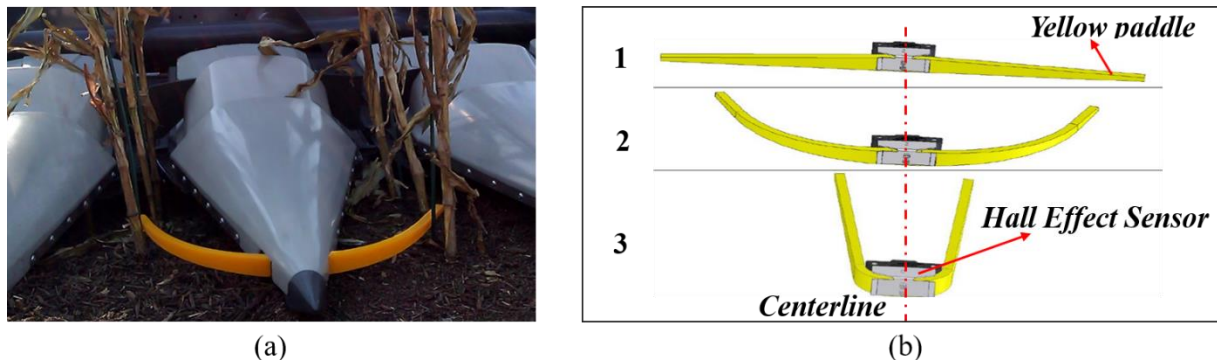 1
Yellow paddle
2
3
Hall Effect Sensor
Centerline
(a)
(b)